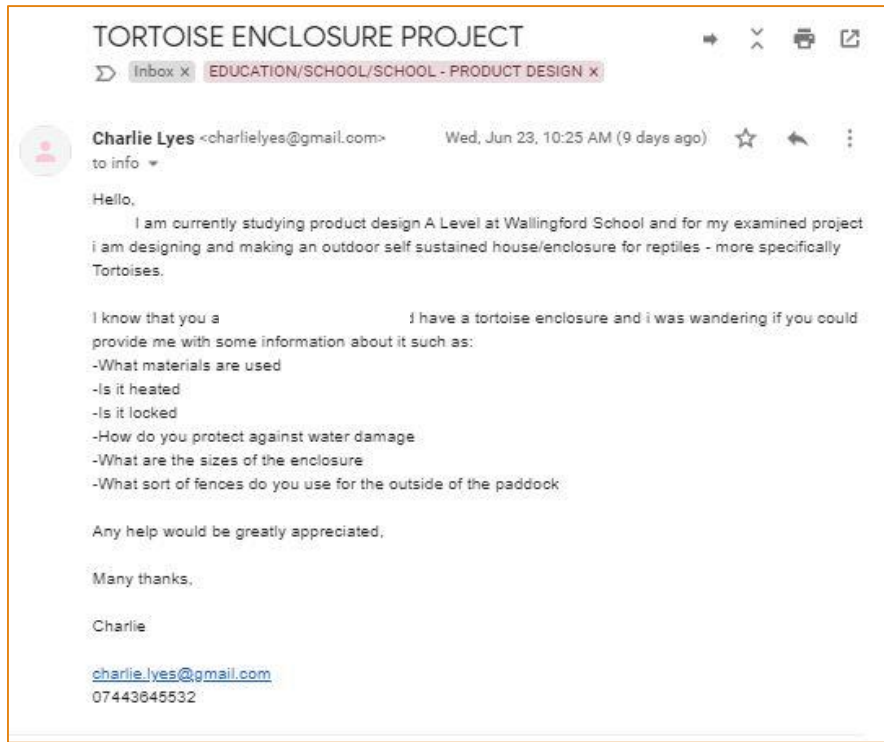 TORTOISE ENCLOSURE PROJECT
Inbox x EDUCATION/SCHOOL/SCHOOL - PRODUCT DESIGN x
Charlie Lyes <charlielyes@gmail.com> Wed, Jun 23, 10:25 AM (9 days ago)
to info
Hello,
I am currently studying product design A Level at Wallingford School and for my examined project
i am designing and making an outdoor self sustained house/enclosure for reptiles - more specifically
Tortoises.
I know that you a have a tortoise enclosure and i was wandering if you could
provide me with some information about it such as:
-What materials are used
-Is it heated
-Is it locked
-How do you protect against water damage
-What are the sizes of the enclosure
-What sort of fences do you use for the outside of the paddock
Any help would be greatly appreciated,
Many thanks,
Charlie
charlie.lyes@gmail.com
07443645532